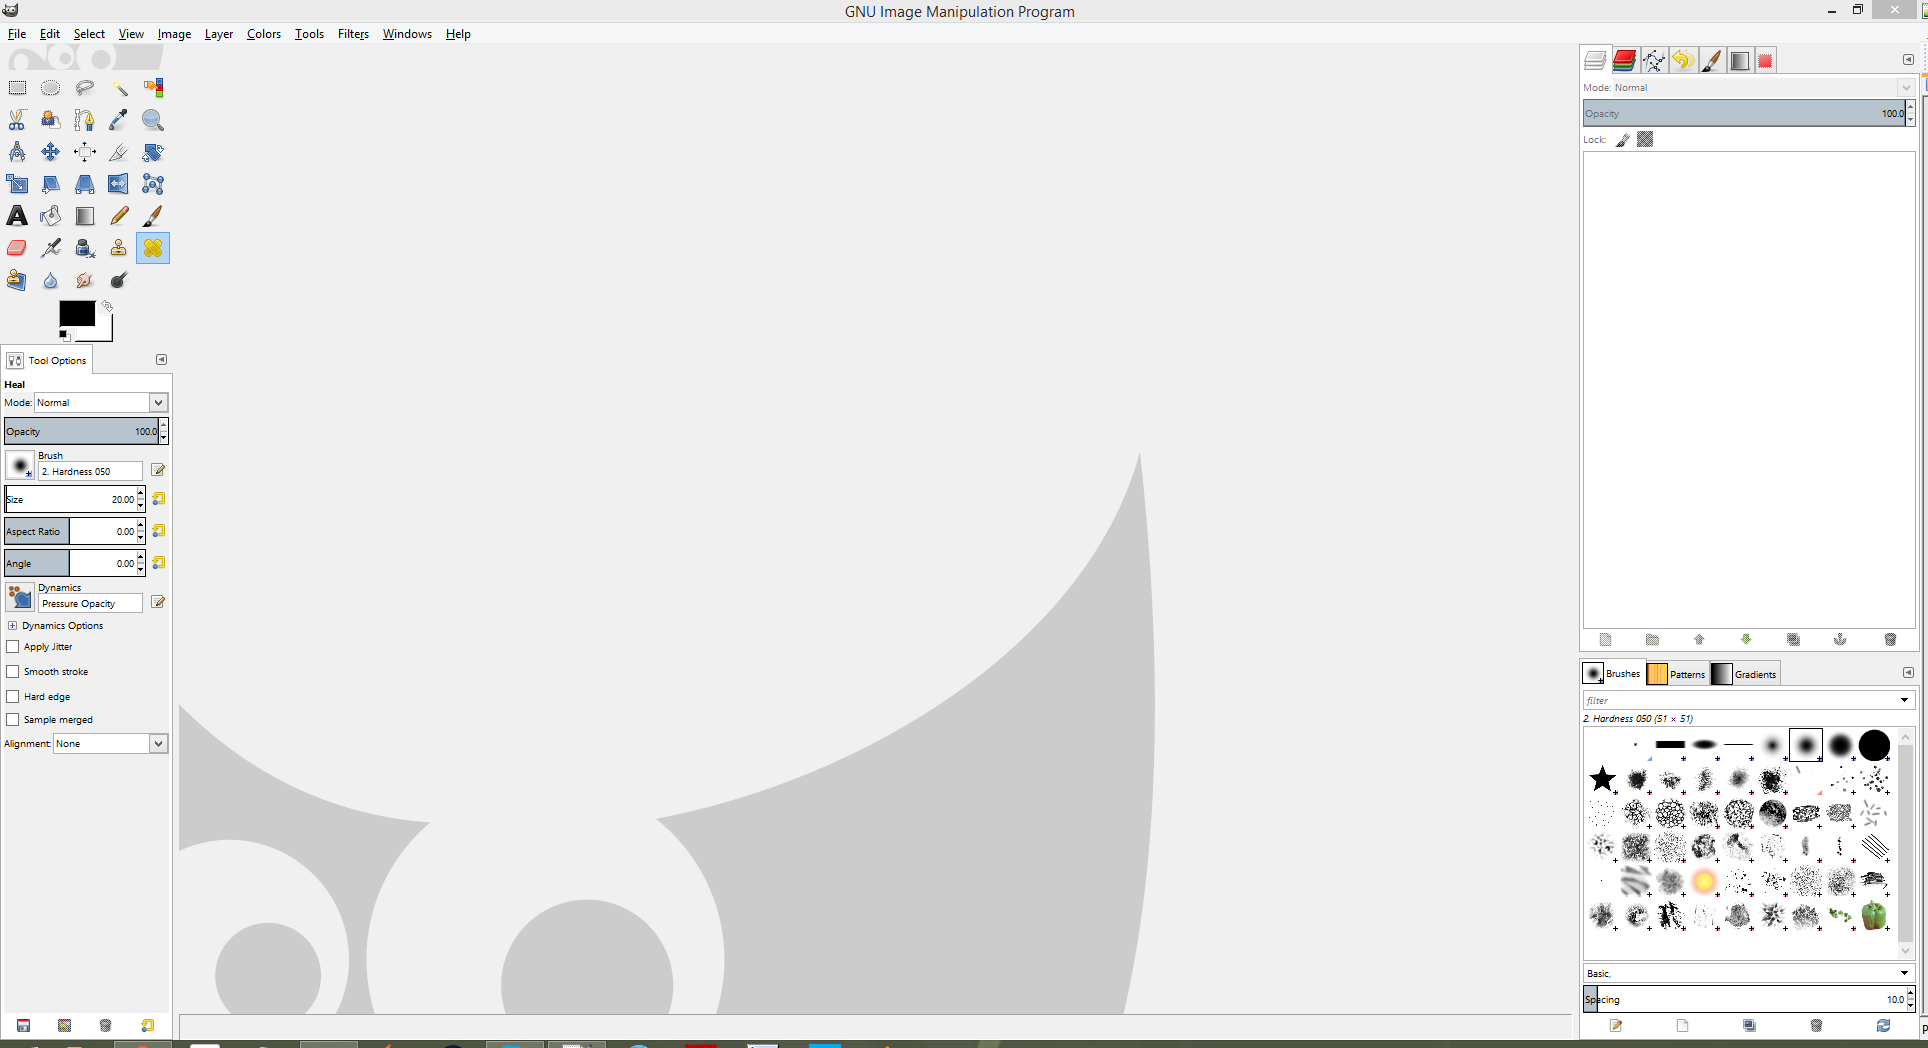 GNU Image Manipulation Program
File Edit Select View Image Layer Colors Tools Filters Windows Help
Tool Options
Heal
Mode: Normal
Opacity 100.0
Brush
2. Hardness 050
Size 20.00
Aspect Ratio 0.00
Angle 0.00
Dynamics
Pressure Opacity
Dynamics Options
Apply Jitter
Smooth stroke
Hard edge
Sample merged
Alignment: None
Mode: Normal
Opacity 100.0
Lock:
Brushes Patterns Gradients
filter
2. Hardness 050 (51 × 51)
Basic,
Spacing 10.0